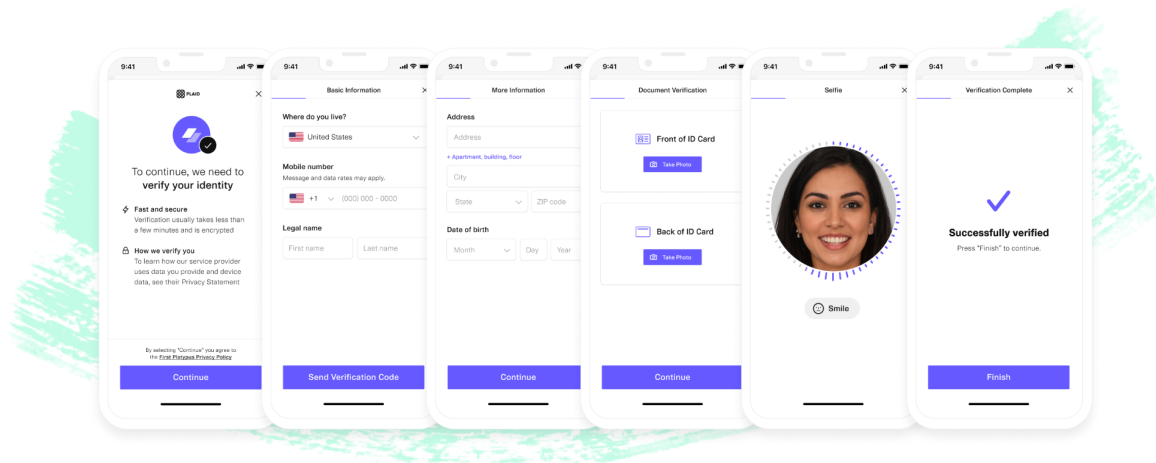 9:41
PLAID
To continue, we need to
verify your identity
Fast and secure
Verification usually takes less than
a few minutes and is encrypted
How we verify you
To learn how our service provider
uses data you provide and device
data, see their Privacy Statement
By selecting "Continue" you agree to
the First Platypus Privacy Policy
Continue
9:41
Basic Information
Where do you live?
United States
Mobile number
Message and data rates may apply.
+1 (000) 000 - 0000
Legal name
First name Last name
Send Verification Code
9:41
More Information
Address
Address
+ Apartment, building, floor
City
State ZIP code
Date of birth
Month Day Year
Continue
9:41
Document Verification
Front of ID Card
Take Photo
Back of ID Card
Take Photo
Continue
9:41
Selfie
Smile
9:41
Verification Complete
Successfully verified
Press "Finish" to continue.
Finish